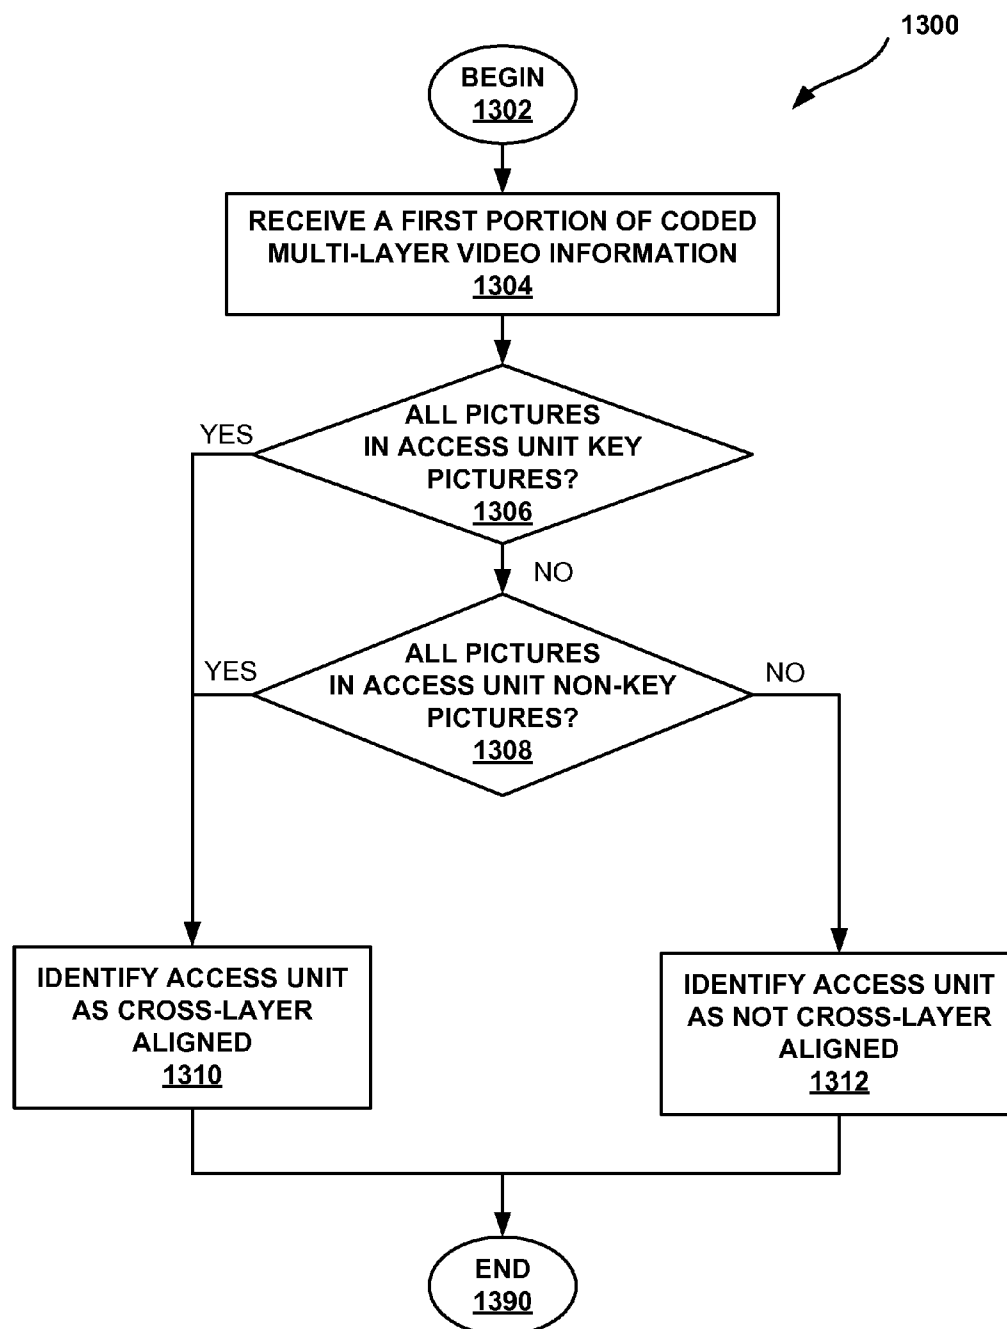 1300
BEGIN
1302
RECEIVE A FIRST PORTION OF CODED
MULTI-LAYER VIDEO INFORMATION
1304
ALL PICTURES
IN ACCESS UNIT KEY
PICTURES?
1306
YES
NO
ALL PICTURES
IN ACCESS UNIT NON-KEY
PICTURES?
1308
YES
NO
IDENTIFY ACCESS UNIT
AS CROSS-LAYER
ALIGNED
1310
IDENTIFY ACCESS UNIT
AS NOT CROSS-LAYER
ALIGNED
1312
END
1390